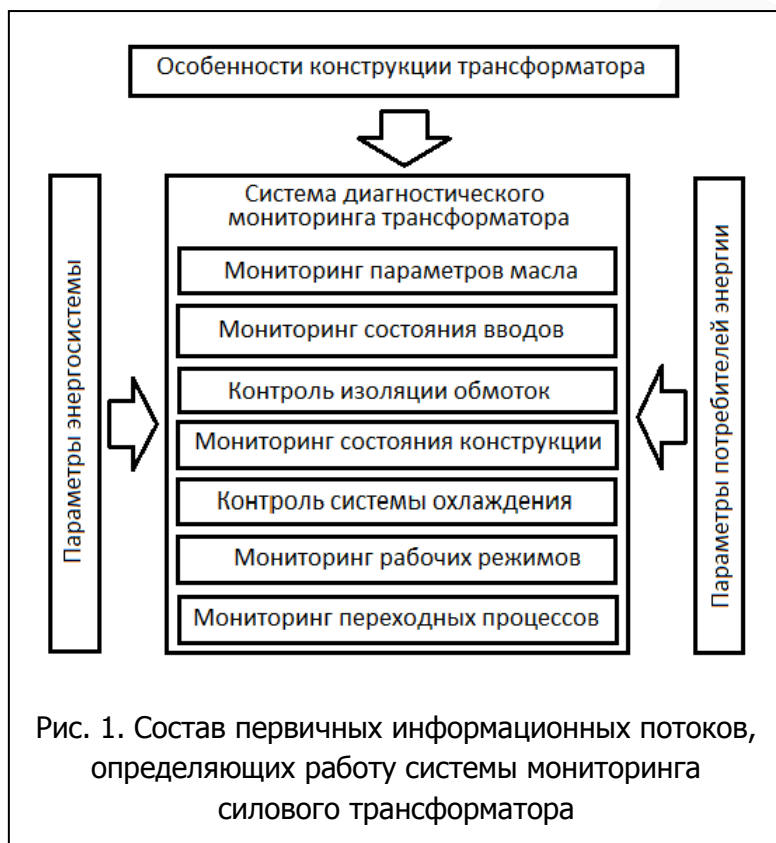 Особенности конструкции трансформатора
Система диагностического
мониторинга трансформатора
Мониторинг параметров масла
Мониторинг состояния вводов
Контроль изоляции обмоток
Мониторинг состояния конструкции
Контроль системы охлаждения
Мониторинг рабочих режимов
Мониторинг переходных процессов
Параметры энергосистемы
Параметры потребителей энергии
Рис. 1. Состав первичных информационных потоков,
определяющих работу системы мониторинга
силового трансформатора